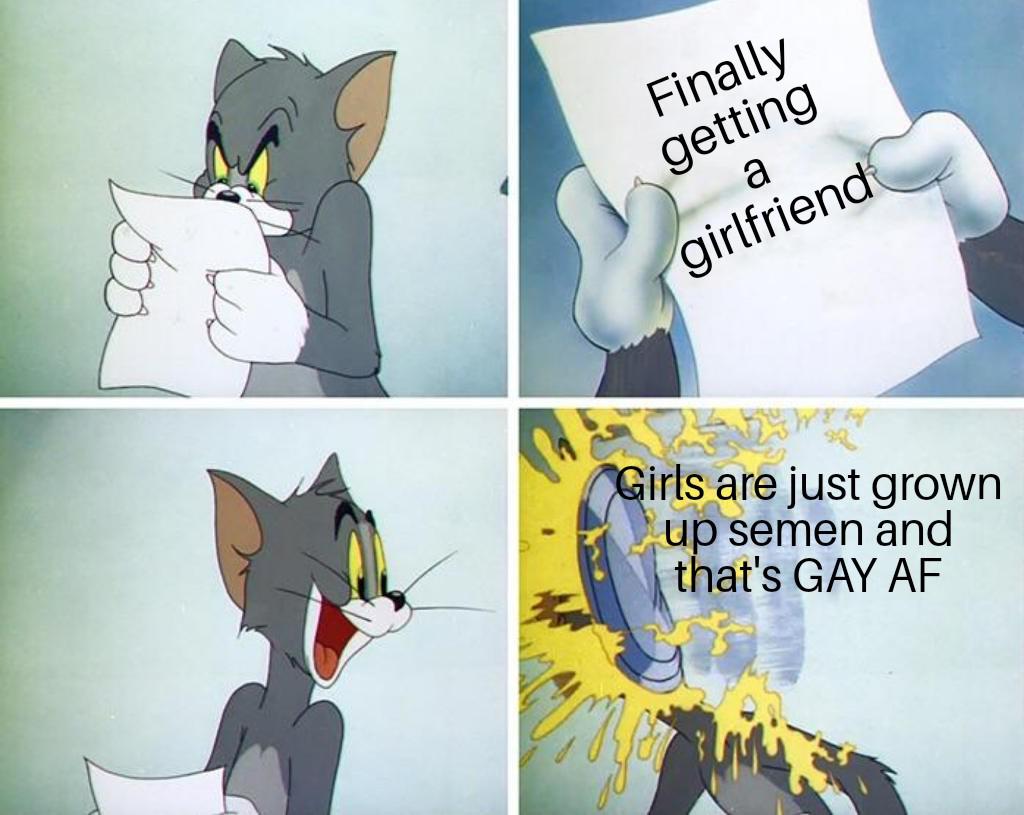 Finally
getting
a
girlfriend
Girls are just grown
up semen and
that's GAY AF